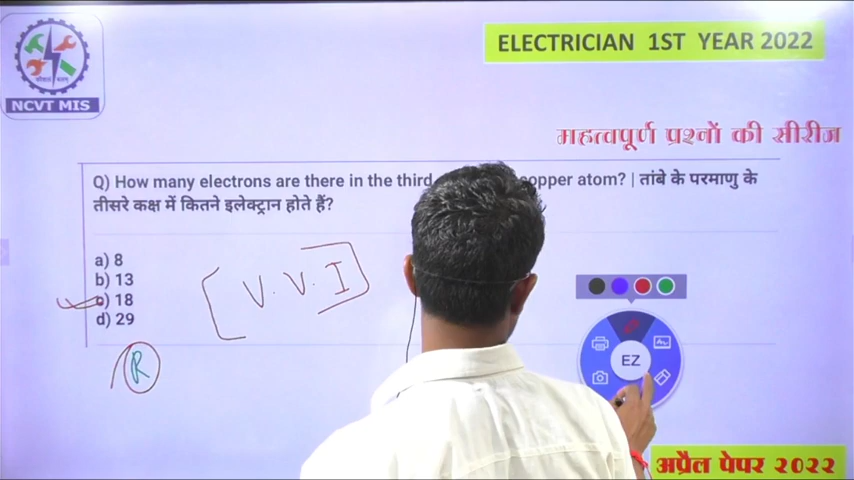 ELECTRICIAN 1ST YEAR 2022
NCVT MIS
महत्वपूर्ण प्रश्नों की सीरीज
Q) How many electrons are there in the third opper atom? | तांबे के परमाणु के
तीसरे कक्ष में कितने इलेक्ट्रान होते हैं?
a) 8
b) 13
c) 18
d) 29
V. V. I
R
EZ
अप्रैल पेपर २०२२